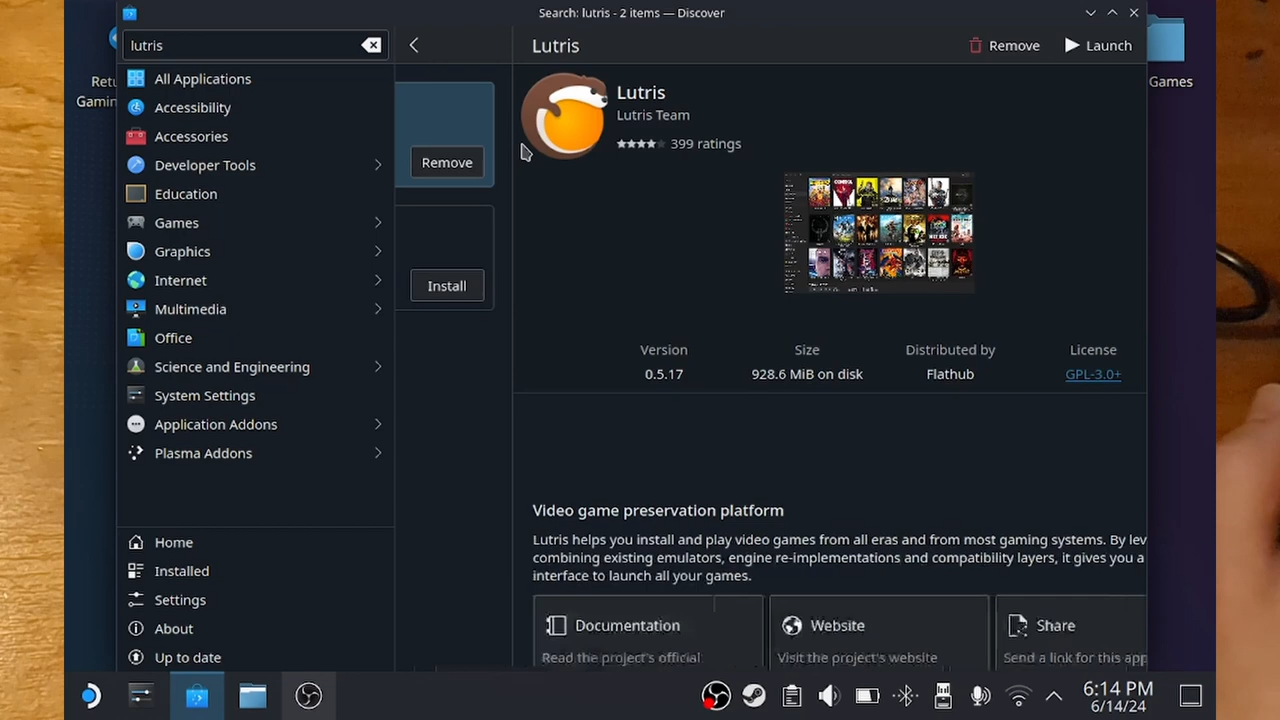 Search: lutris - 2 items — Discover
lutris
Lutris
Remove
Launch
Retu
Gamin
Games
All Applications
Accessibility
Accessories
Developer Tools
Education
Games
Graphics
Internet
Multimedia
Office
Science and Engineering
System Settings
Application Addons
Plasma Addons
Home
Installed
Settings
About
Up to date
Remove
Install
Lutris
Lutris Team
399 ratings
Version
0.5.17
Size
928.6 MiB on disk
Distributed by
Flathub
License
GPL-3.0+
Video game preservation platform
Lutris helps you install and play video games from all eras and from most gaming systems. By lev
combining existing emulators, engine re-implementations and compatibility layers, it gives you a
interface to launch all your games.
Documentation
Read the project's official
Website
Visit the project's website
Share
Send a link for this app
6:14 PM
6/14/24